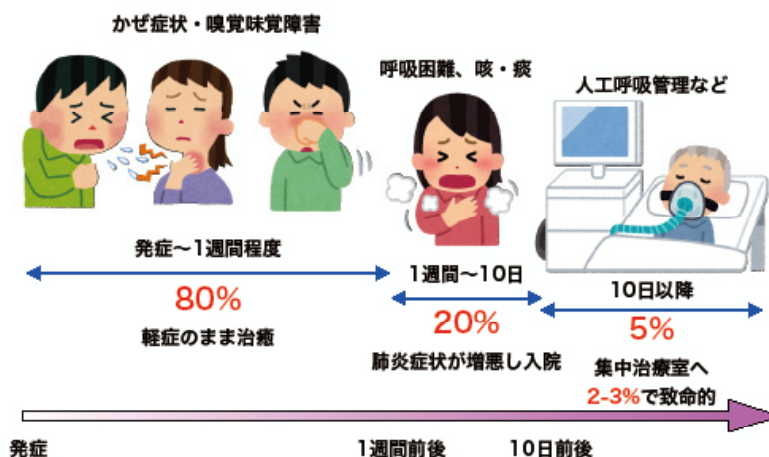 かぜ症状・嗅覚味覚障害
発症〜1週間程度
80%
軽症のまま治癒
呼吸困難、咳・痰
1週間〜10日
20%
肺炎症状が増悪し入院
人工呼吸管理など
10日以降
5%
集中治療室へ
2-3%で致命的
発症
1週間前後
10日前後